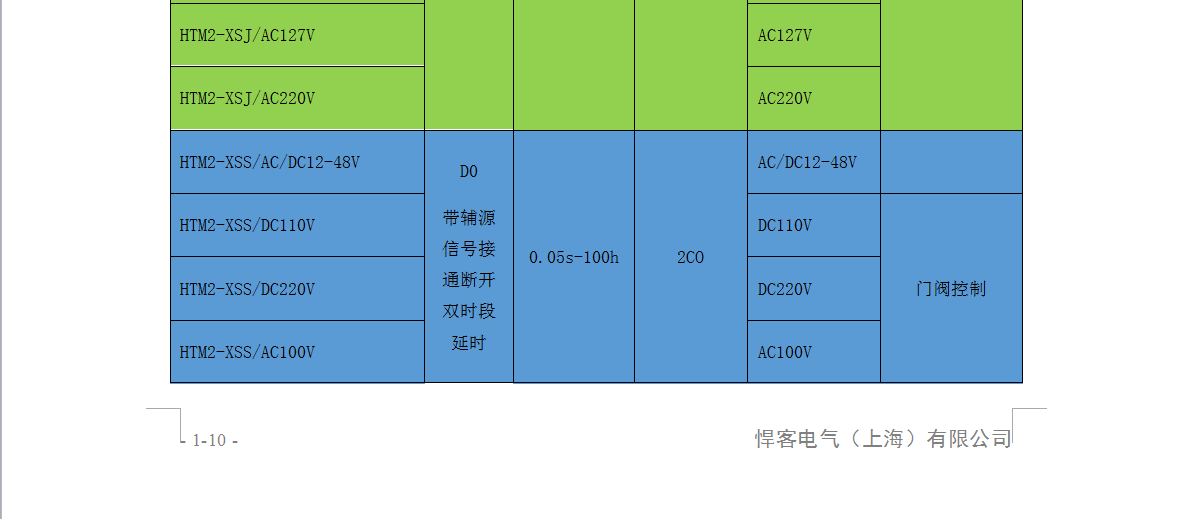 HTM2-XSJ/AC127V
AC127V
HTM2-XSJ/AC220V
AC220V
HTM2-XSS/AC/DC12-48V
D0
带辅源
信号接
通断开
双时段
延时
0.05s-100h
2CO
AC/DC12-48V
HTM2-XSS/DC110V
DC110V
门阀控制
HTM2-XSS/DC220V
DC220V
HTM2-XSS/AC100V
AC100V
- 1-10 -
悍客电气（上海）有限公司